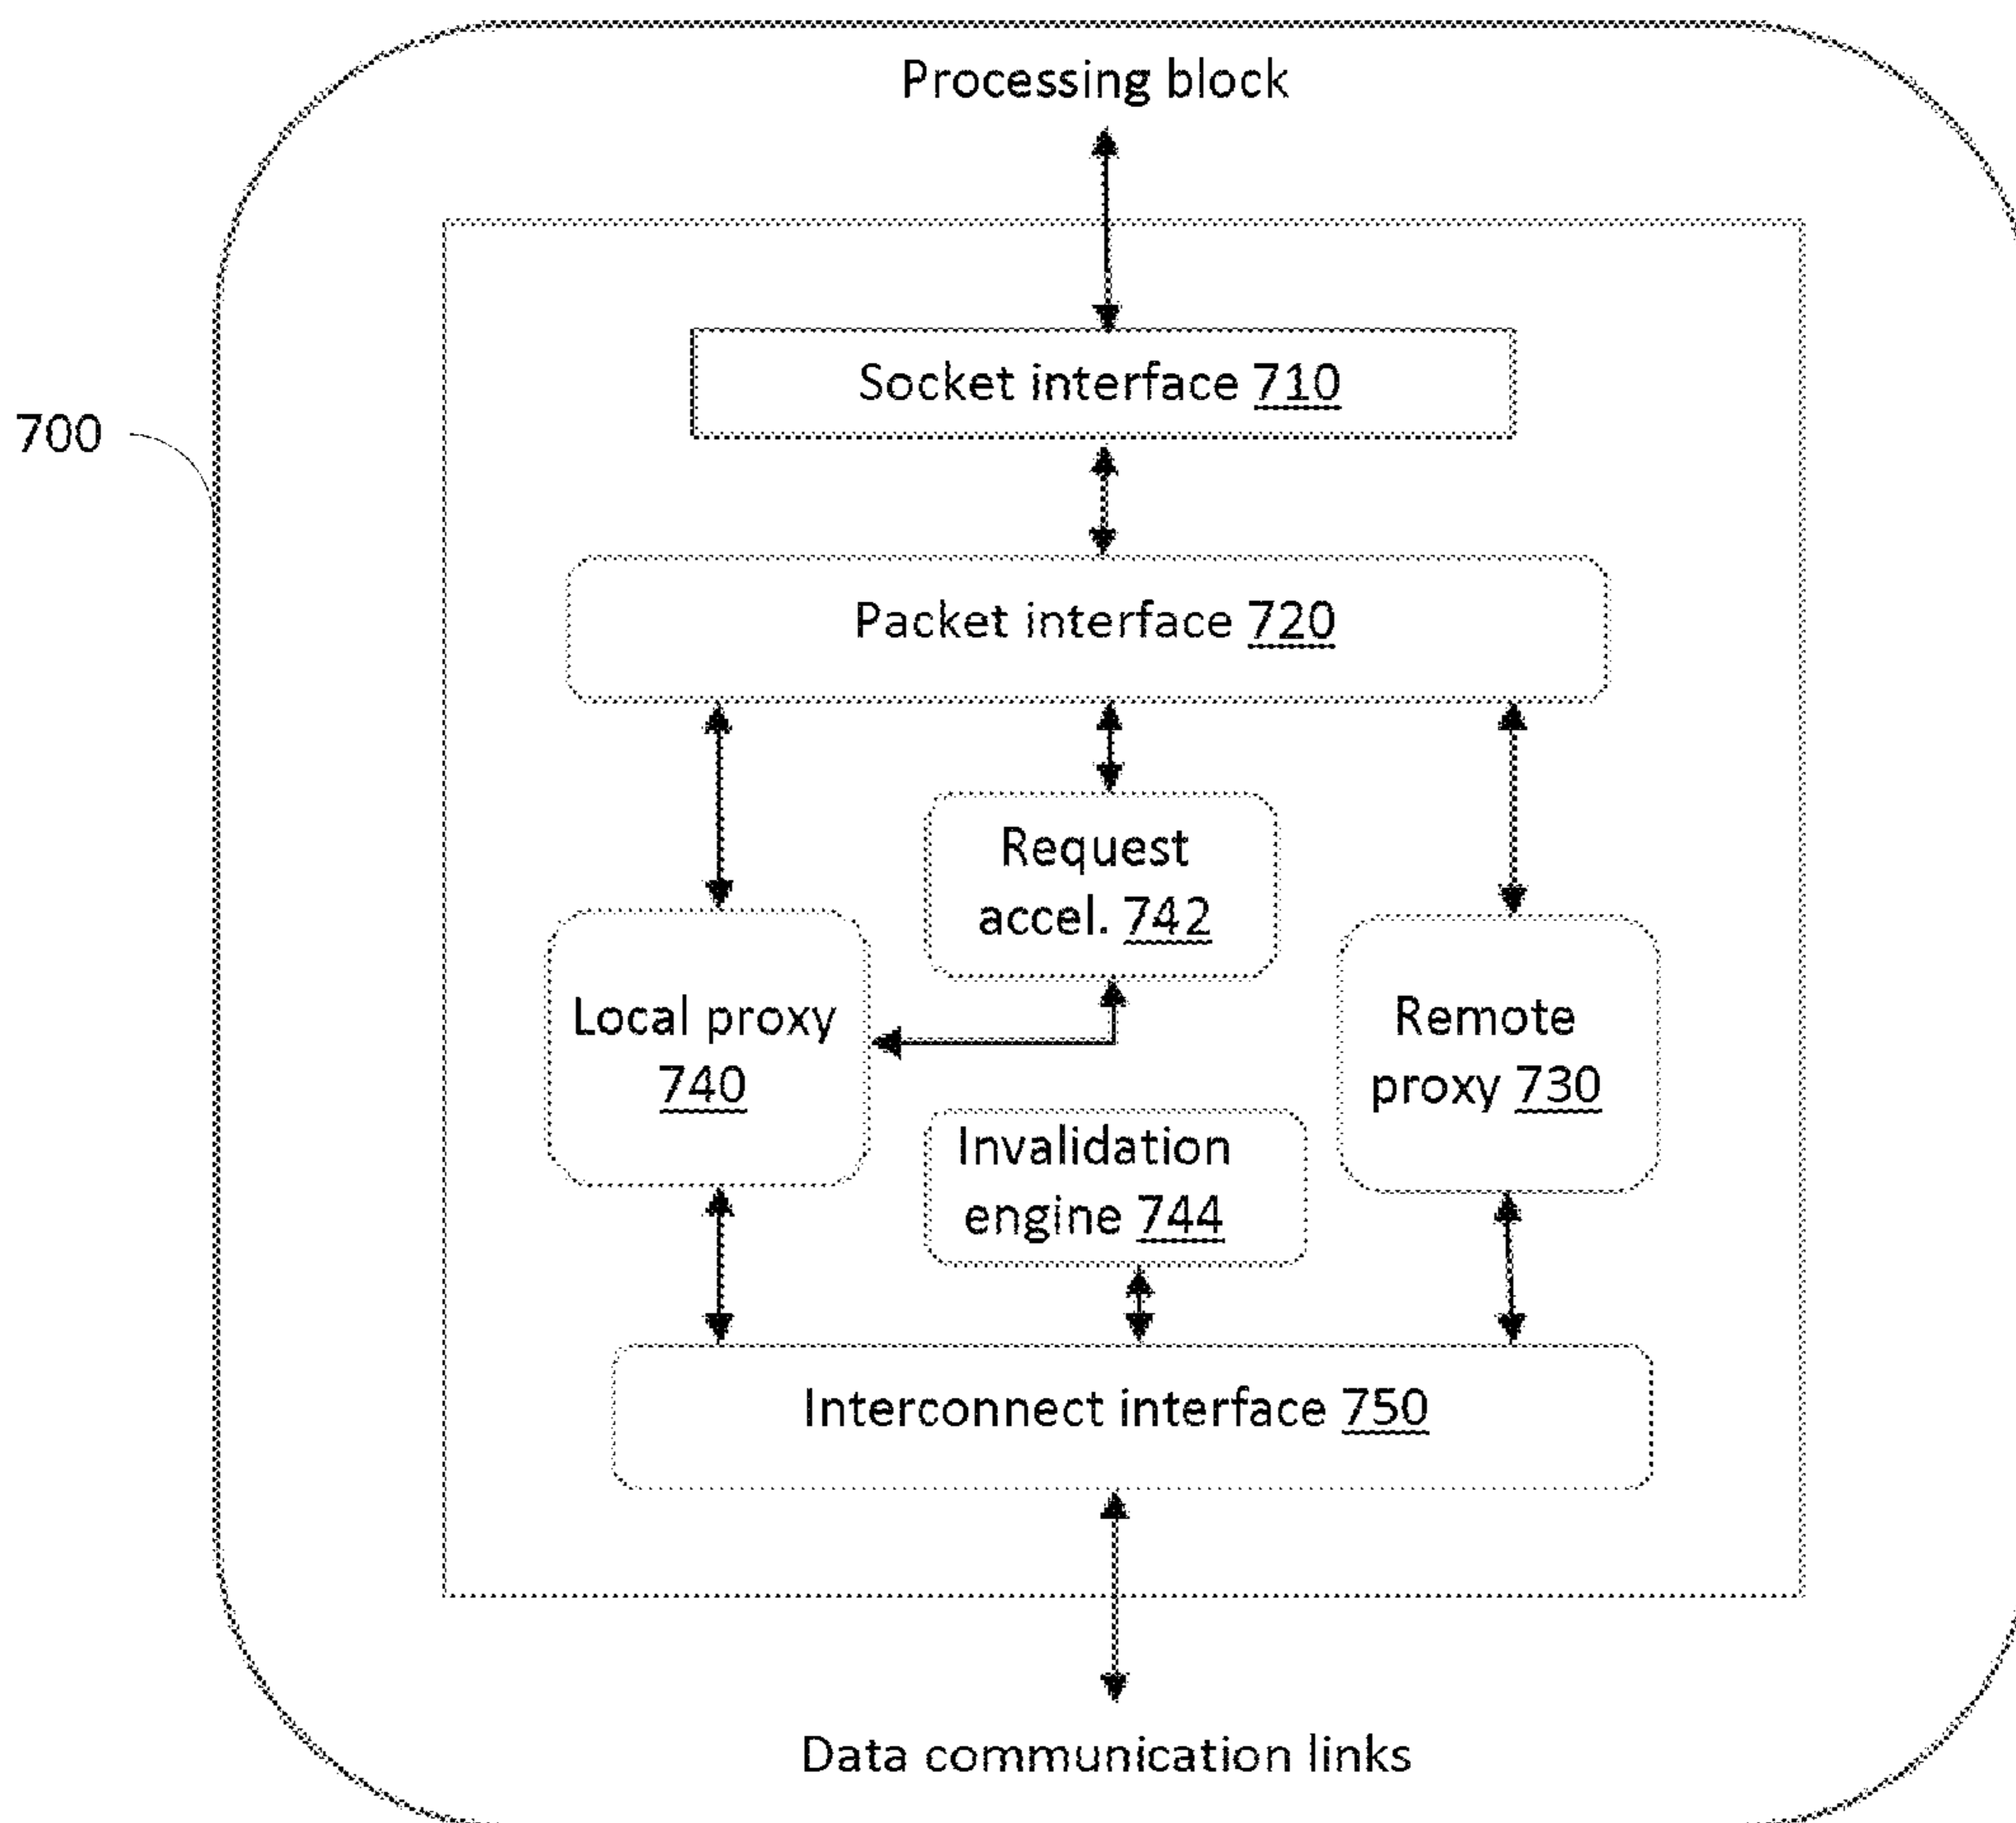 Processing block
700
Socket interface 710
Packet interface 720
Request
accel. 742
Local proxy
740
Remote
proxy 730
Invalidation
engine 744
Interconnect interface 750
Data communication links